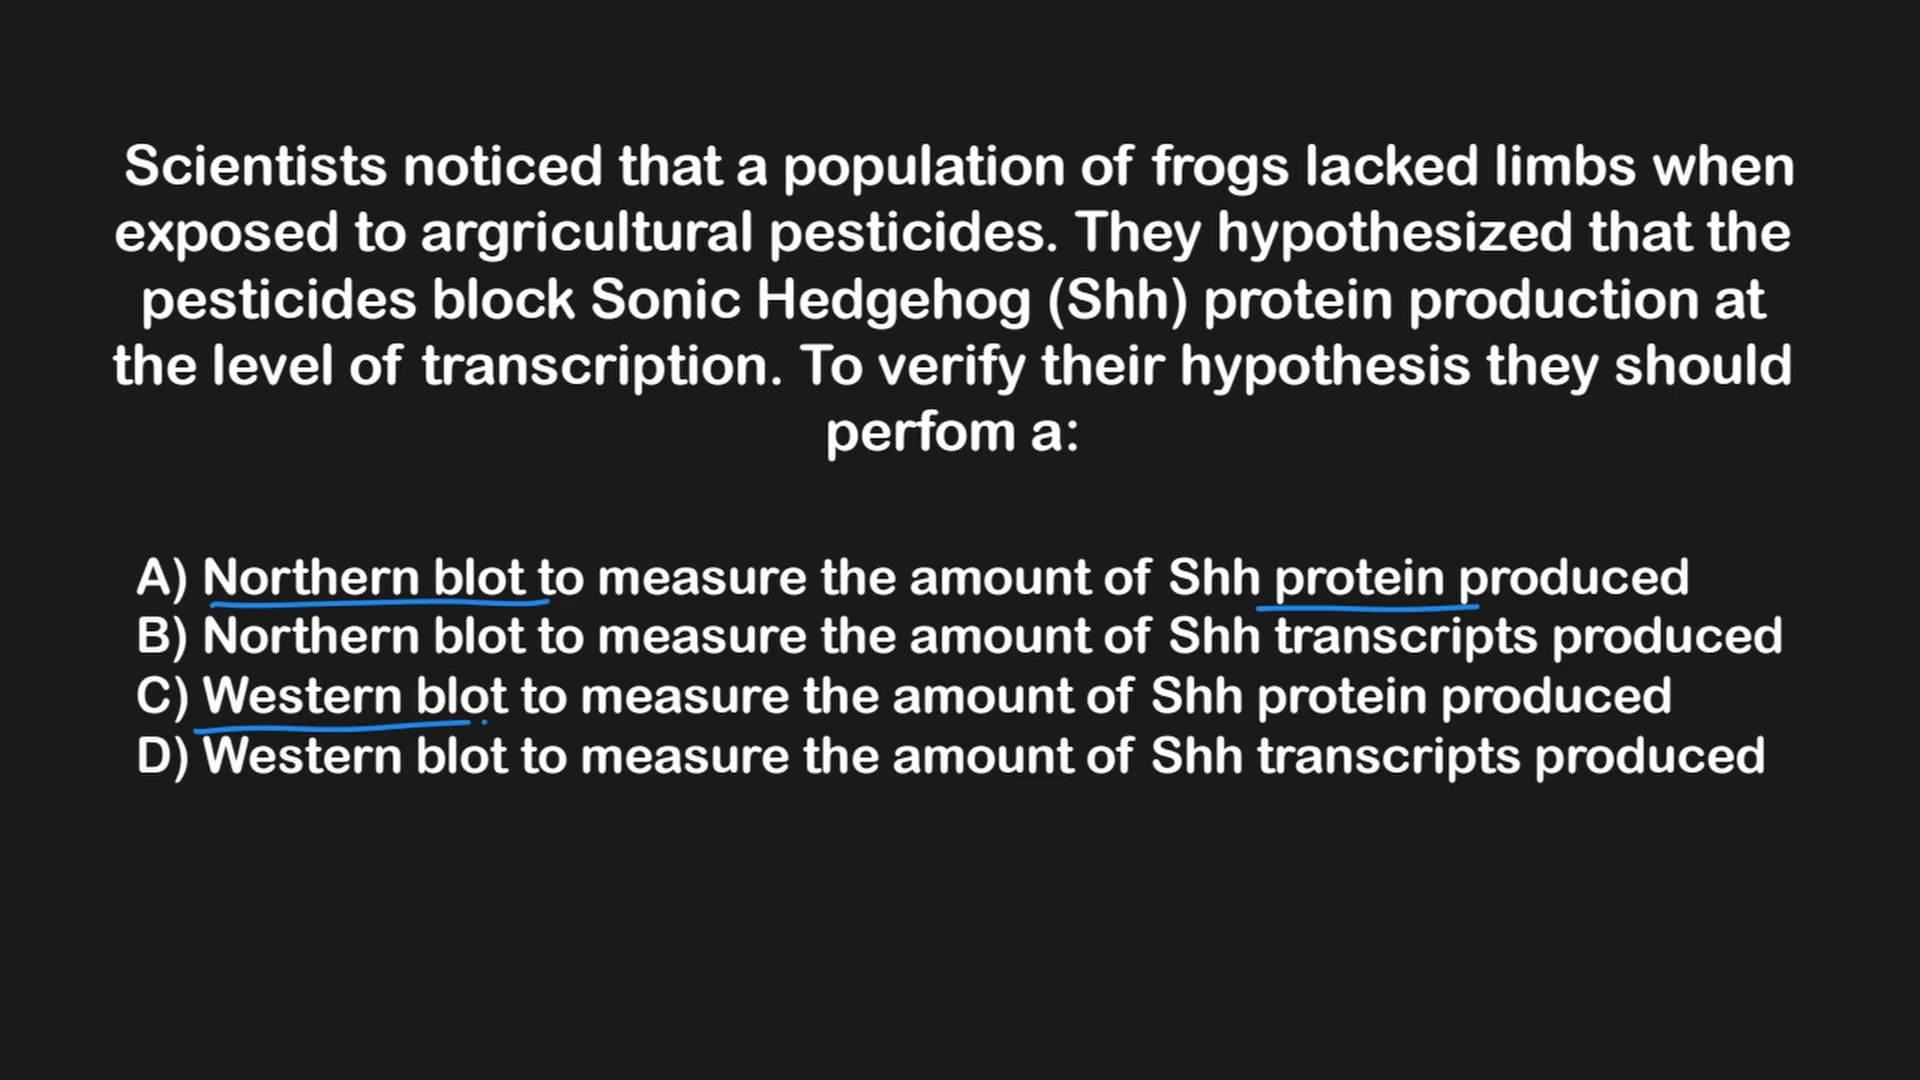 Scientists noticed that a population of frogs lacked limbs when
exposed to argricultural pesticides. They hypothesized that the
pesticides block Sonic Hedgehog (Shh) protein production at
the level of transcription. To verify their hypothesis they should
perfom a:
A) Northern blot to measure the amount of Shh protein produced
B) Northern blot to measure the amount of Shh transcripts produced
C) Western blot to measure the amount of Shh protein produced
D) Western blot to measure the amount of Shh transcripts produced